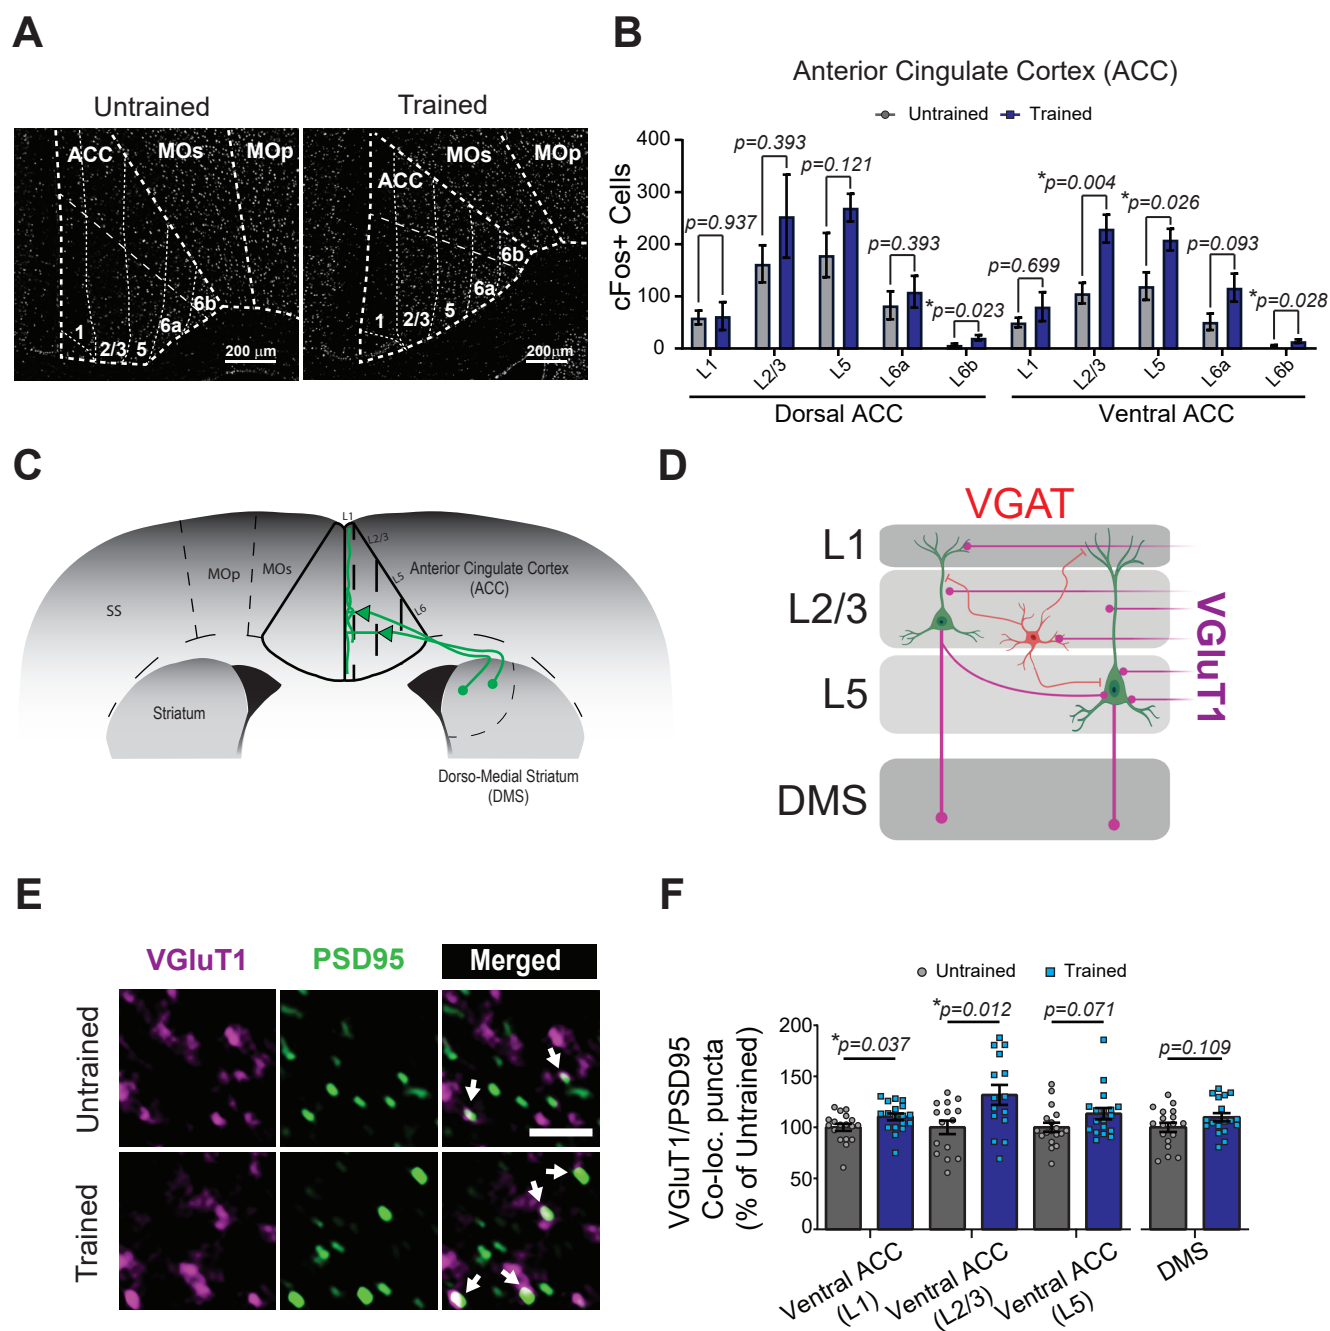 A
Untrained
Trained
ACC
MOs
MOp
1
2/3
5
6a
6b
200 µm
ACC
MOs
MOp
1
2/3
5
6a
6b
200µm
B
Anterior Cingulate Cortex (ACC)
Untrained
Trained
cFos+ Cells
400
300
200
100
0
p=0.937
p=0.393
p=0.121
p=0.393
*p=0.023
p=0.699
*p=0.004
*p=0.026
p=0.093
*p=0.028
L1
L2/3
L5
L6a
L6b
L1
L2/3
L5
L6a
L6b
Dorsal ACC
Ventral ACC
C
L1
L2/3
L5
L6
SS
MOp
MOs
Anterior Cingulate Cortex
(ACC)
Striatum
Dorso-Medial Striatum
(DMS)
D
VGAT
L1
L2/3
L5
DMS
VGluT1
E
VGluT1
PSD95
Merged
Untrained
Trained
F
Untrained
Trained
VGluT1/PSD95
Co-loc. puncta
(% of Untrained)
200
150
100
50
0
*p=0.037
*p=0.012
p=0.071
p=0.109
Ventral ACC
(L1)
Ventral ACC
(L2/3)
Ventral ACC
(L5)
DMS